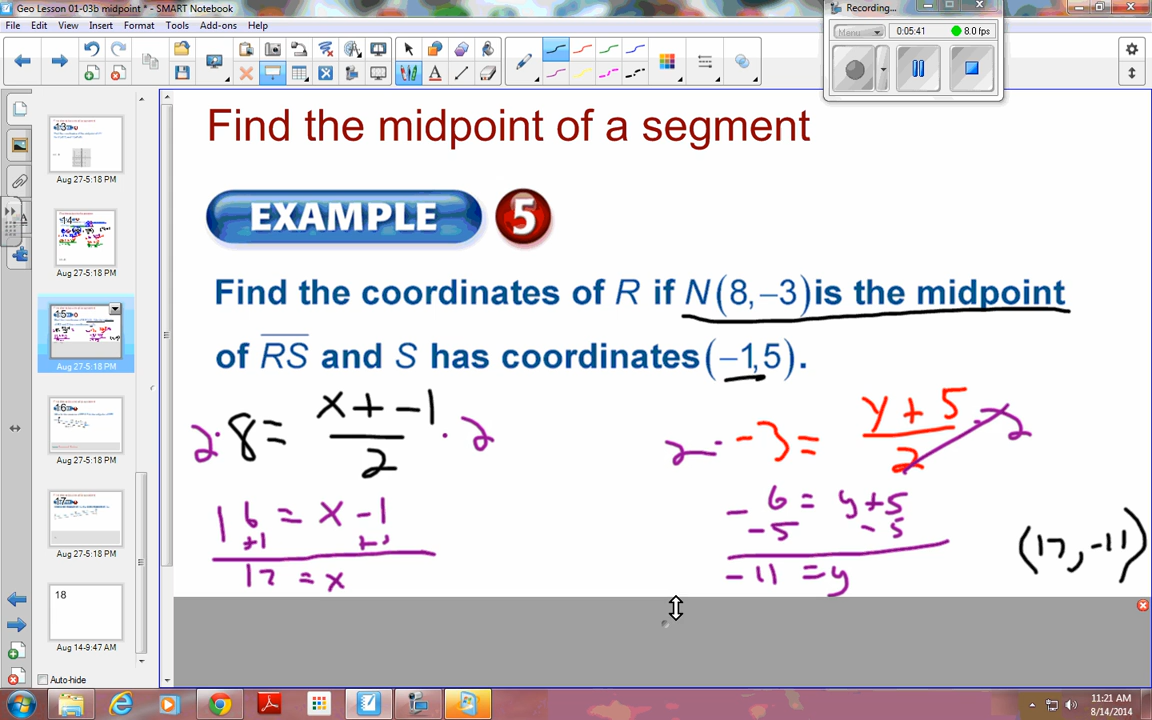 Geo Lesson 01-03b midpoint * - SMART Notebook
File Edit View Insert Format Tools Add-ons Help
Recording...
Menu 0:05:41 8.0 fps
Aug 27-5:18 PM
Aug 27-5:18 PM
Aug 27-5:18 PM
Aug 27-5:18 PM
Aug 27-5:18 PM
18
Aug 14-9:47 AM
Auto-hide
Find the midpoint of a segment
EXAMPLE 5
Find the coordinates of R if N(8,−3) is the midpoint
of RS and S has coordinates (−1,5).
2·8 = x + -1 / 2 · 2
16 = x - 1
+1 +1
17 = x
2· -3 = y + 5 / 2 · 2
-6 = y + 5
-5 -5
-11 = y
(17, -11)
11:21 AM
8/14/2014